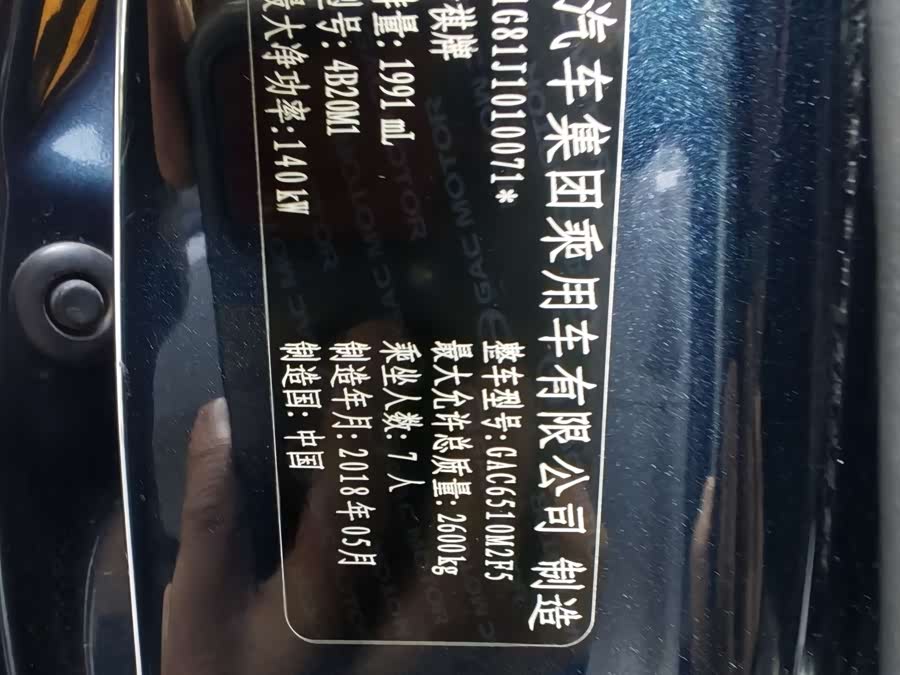 汽车集团乘用车有限公司 制造
G81J1010071*
整车型号:GAC6510M2F5
祺牌
最大允许总质量:2600kg
量:1991 mL
乘坐人数:7人
号:4B20M1
制造年月:2018年05月
最大净功率:140kW
制造国:中国